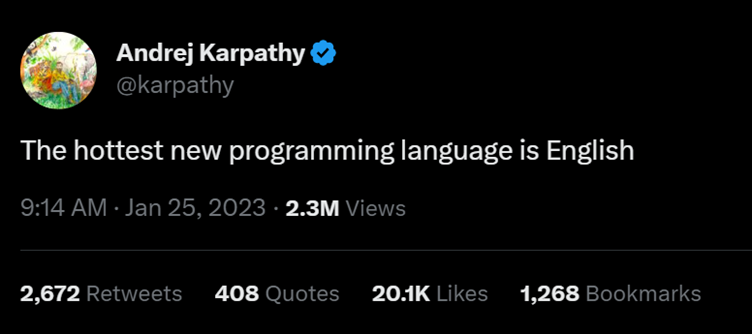 Andrej Karpathy
@karpathy
The hottest new programming language is English
9:14 AM · Jan 25, 2023 · 2.3M Views
2,672 Retweets 408 Quotes 20.1K Likes 1,268 Bookmarks